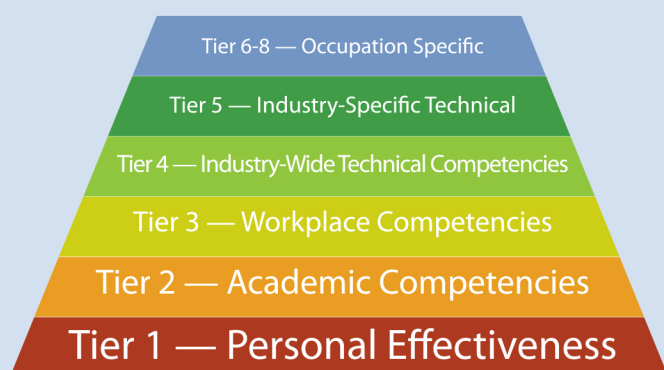 Tier 6-8 — Occupation Specific
Tier 5 — Industry-Specific Technical
Tier 4 — Industry-Wide Technical Competencies
Tier 3 — Workplace Competencies
Tier 2 — Academic Competencies
Tier 1 — Personal Effectiveness